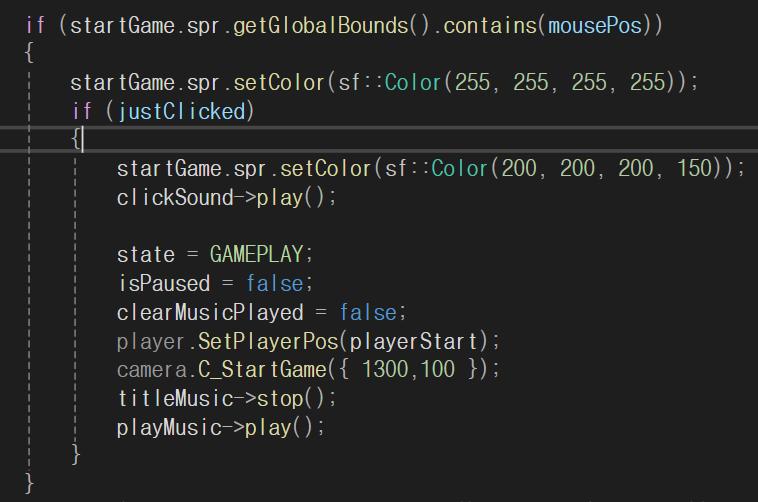 if (startGame.spr.getGlobalBounds().contains(mousePos))
{
startGame.spr.setColor(sf::Color(255, 255, 255, 255));
if (justClicked)
{
startGame.spr.setColor(sf::Color(200, 200, 200, 150));
clickSound->play();
state = GAMEPLAY;
isPaused = false;
clearMusicPlayed = false;
player.SetPlayerPos(playerStart);
camera.C_StartGame({ 1300,100 });
titleMusic->stop();
playMusic->play();
}
}